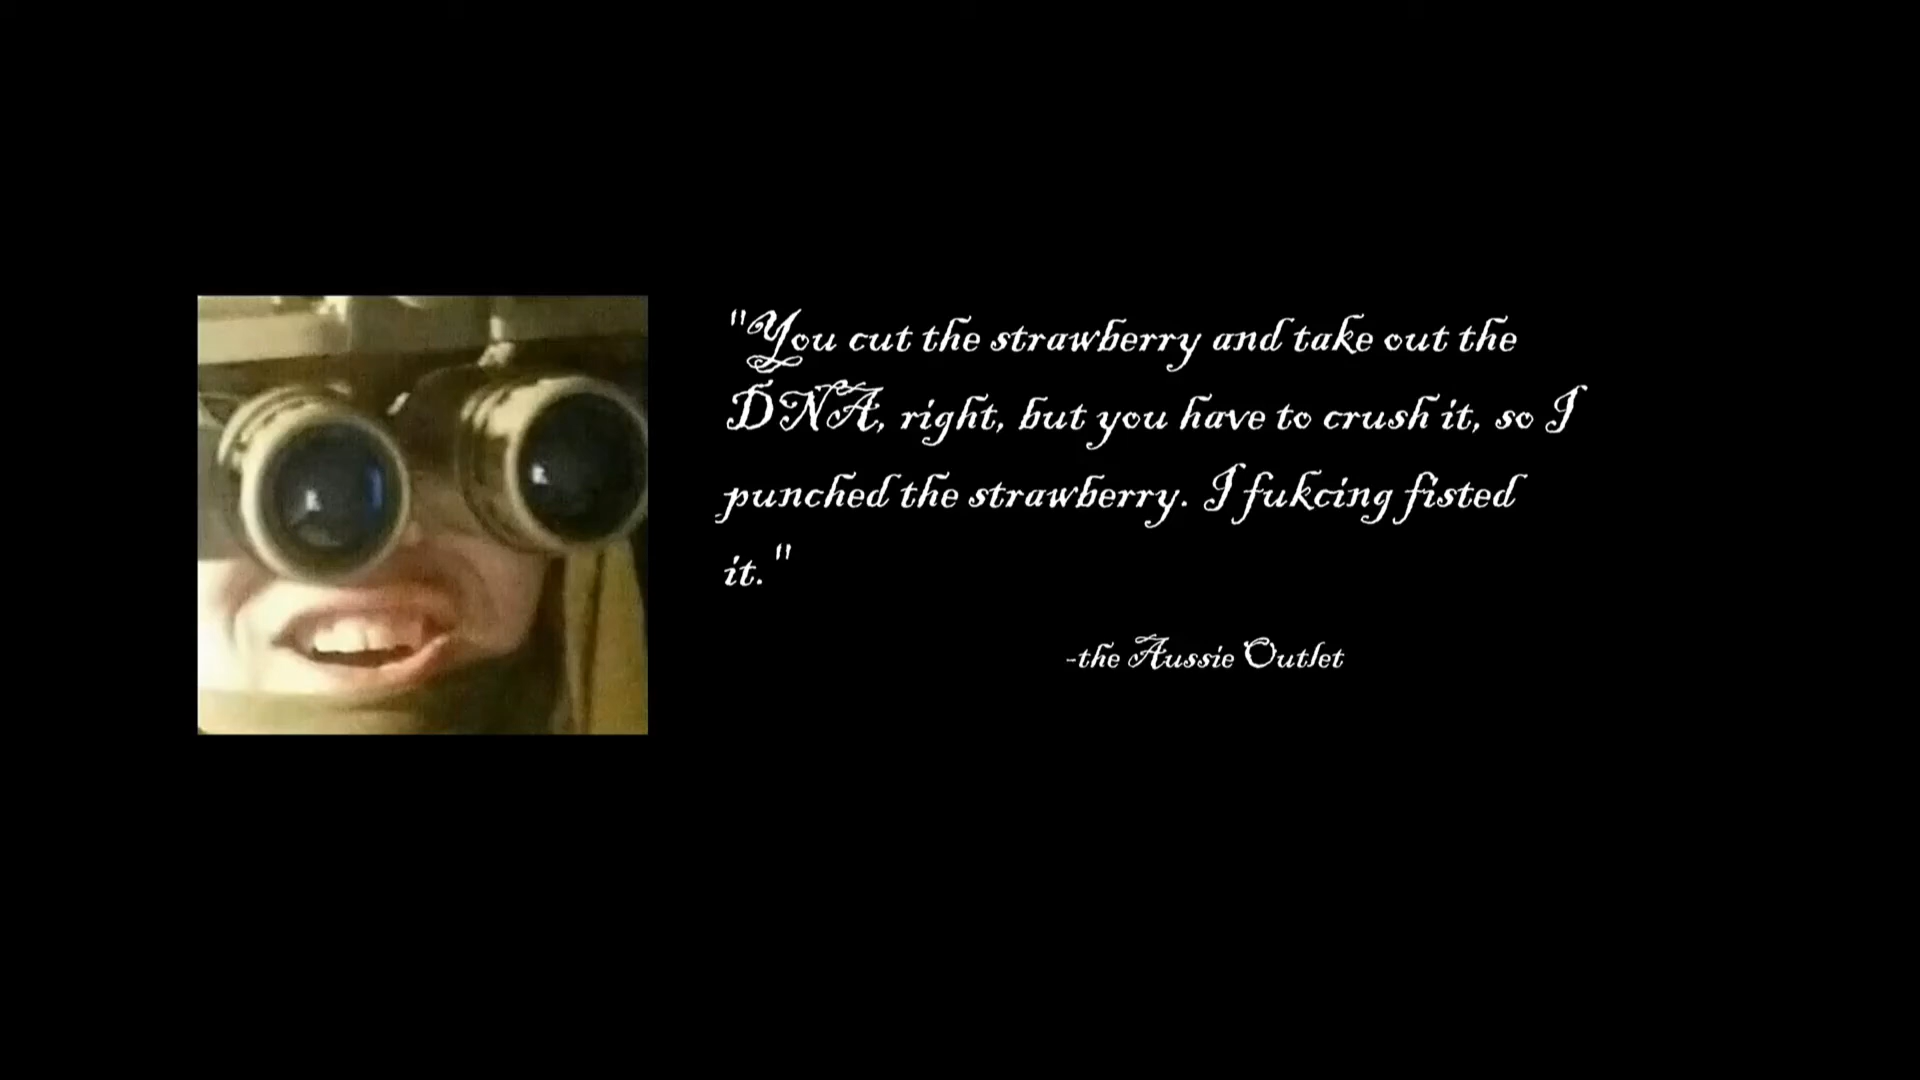 "You cut the strawberry and take out the
DNA, right, but you have to crush it, so I
punched the strawberry. I fukcing fisted
it."
-the Aussie Outlet